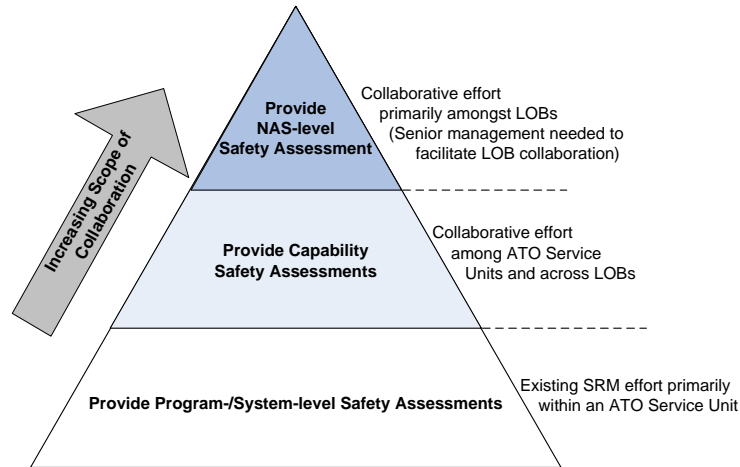 Provide
NAS-level
Safety Assessment
Collaborative effort
primarily amongst LOBs
(Senior management needed to
facilitate LOB collaboration)
Increasing Scope of
Collaboration
Provide Capability
Safety Assessments
Collaborative effort
among ATO Service
Units and across LOBs
Provide Program-/System-level Safety Assessments
Existing SRM effort primarily
within an ATO Service Unit